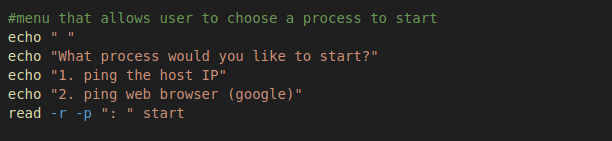 #menu that allows user to choose a process to start
echo " "
echo "What process would you like to start?"
echo "1. ping the host IP"
echo "2. ping web browser (google)"
read -r -p ": " start